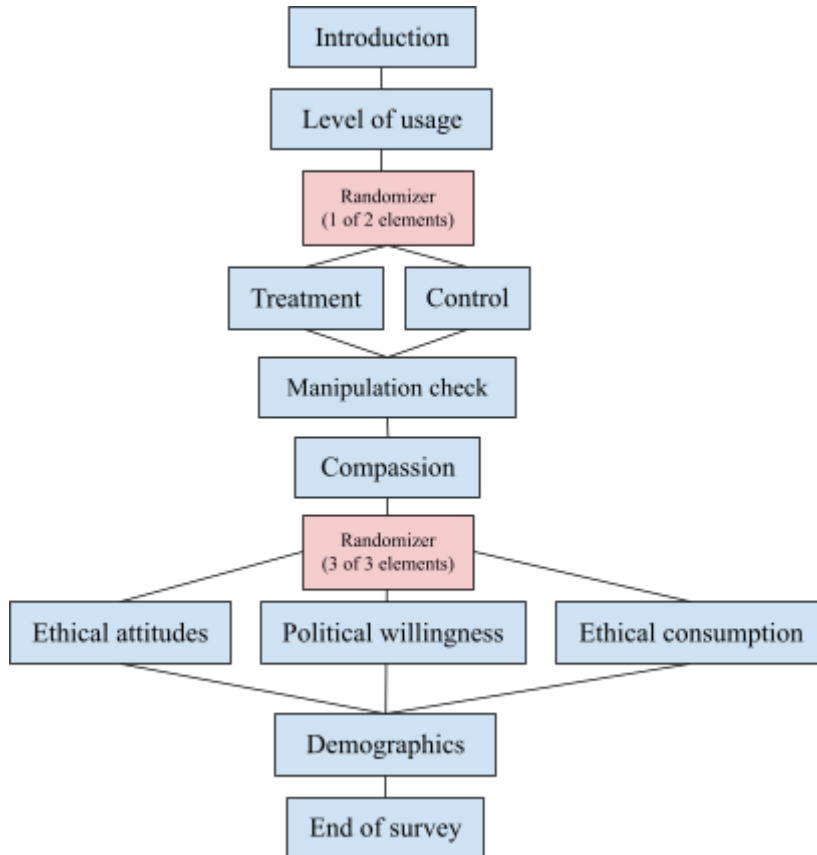 Introduction
Level of usage
Randomizer
(1 of 2 elements)
Treatment
Control
Manipulation check
Compassion
Randomizer
(3 of 3 elements)
Ethical attitudes
Political willingness
Ethical consumption
Demographics
End of survey